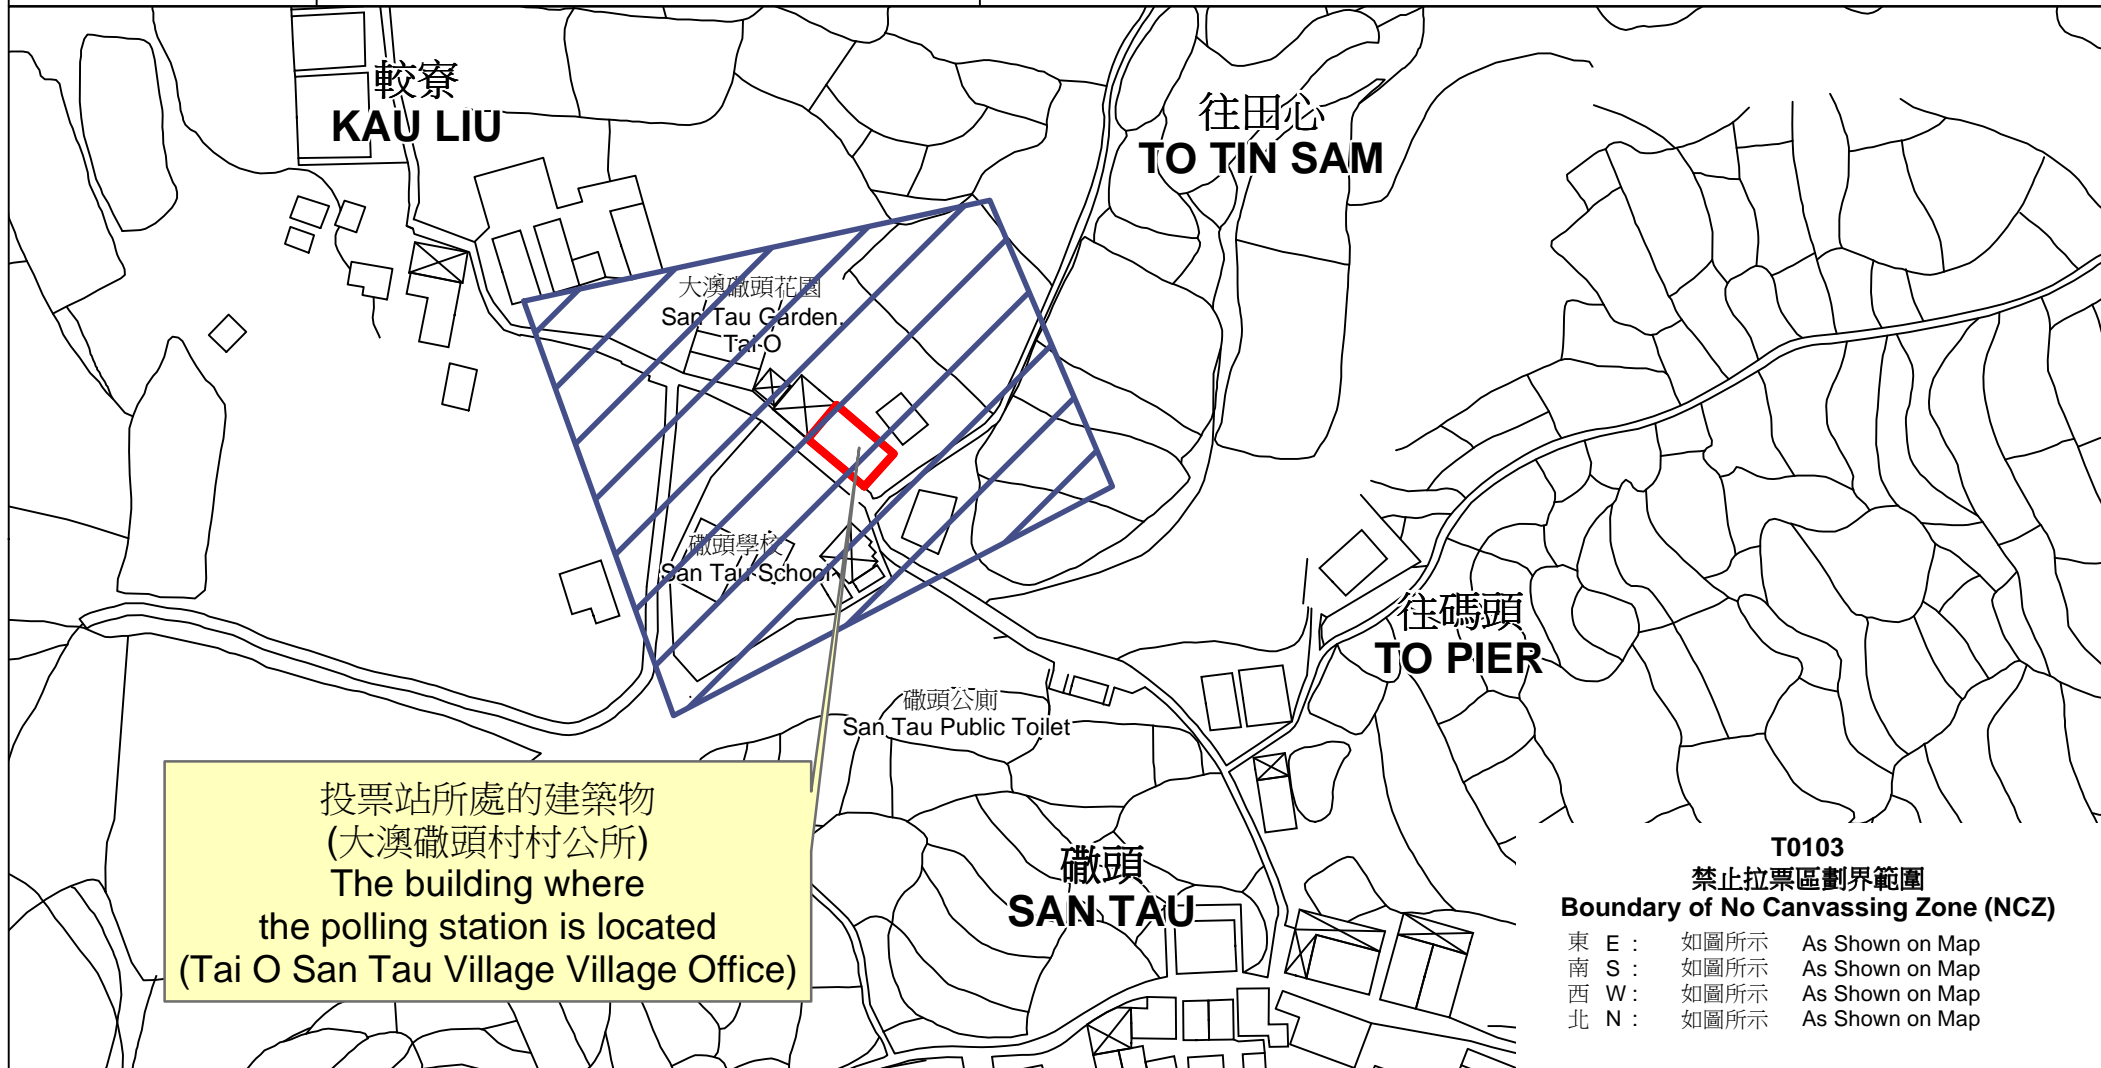 較寮
KAU LIU
往田心
TO TIN SAM
大澳䃟頭花園
San Tau Garden,
Tai O
䃟頭學校
San Tau School
往碼頭
TO PIER
䃟頭公廁
San Tau Public Toilet
投票站所處的建築物
(大澳䃟頭村村公所)
The building where
the polling station is located
(Tai O San Tau Village Village Office)
䃟頭
SAN TAU
T0103
禁止拉票區劃界範圍
Boundary of No Canvassing Zone (NCZ)
東 E : 如圖所示 As Shown on Map
南 S : 如圖所示 As Shown on Map
西 W : 如圖所示 As Shown on Map
北 N : 如圖所示 As Shown on Map